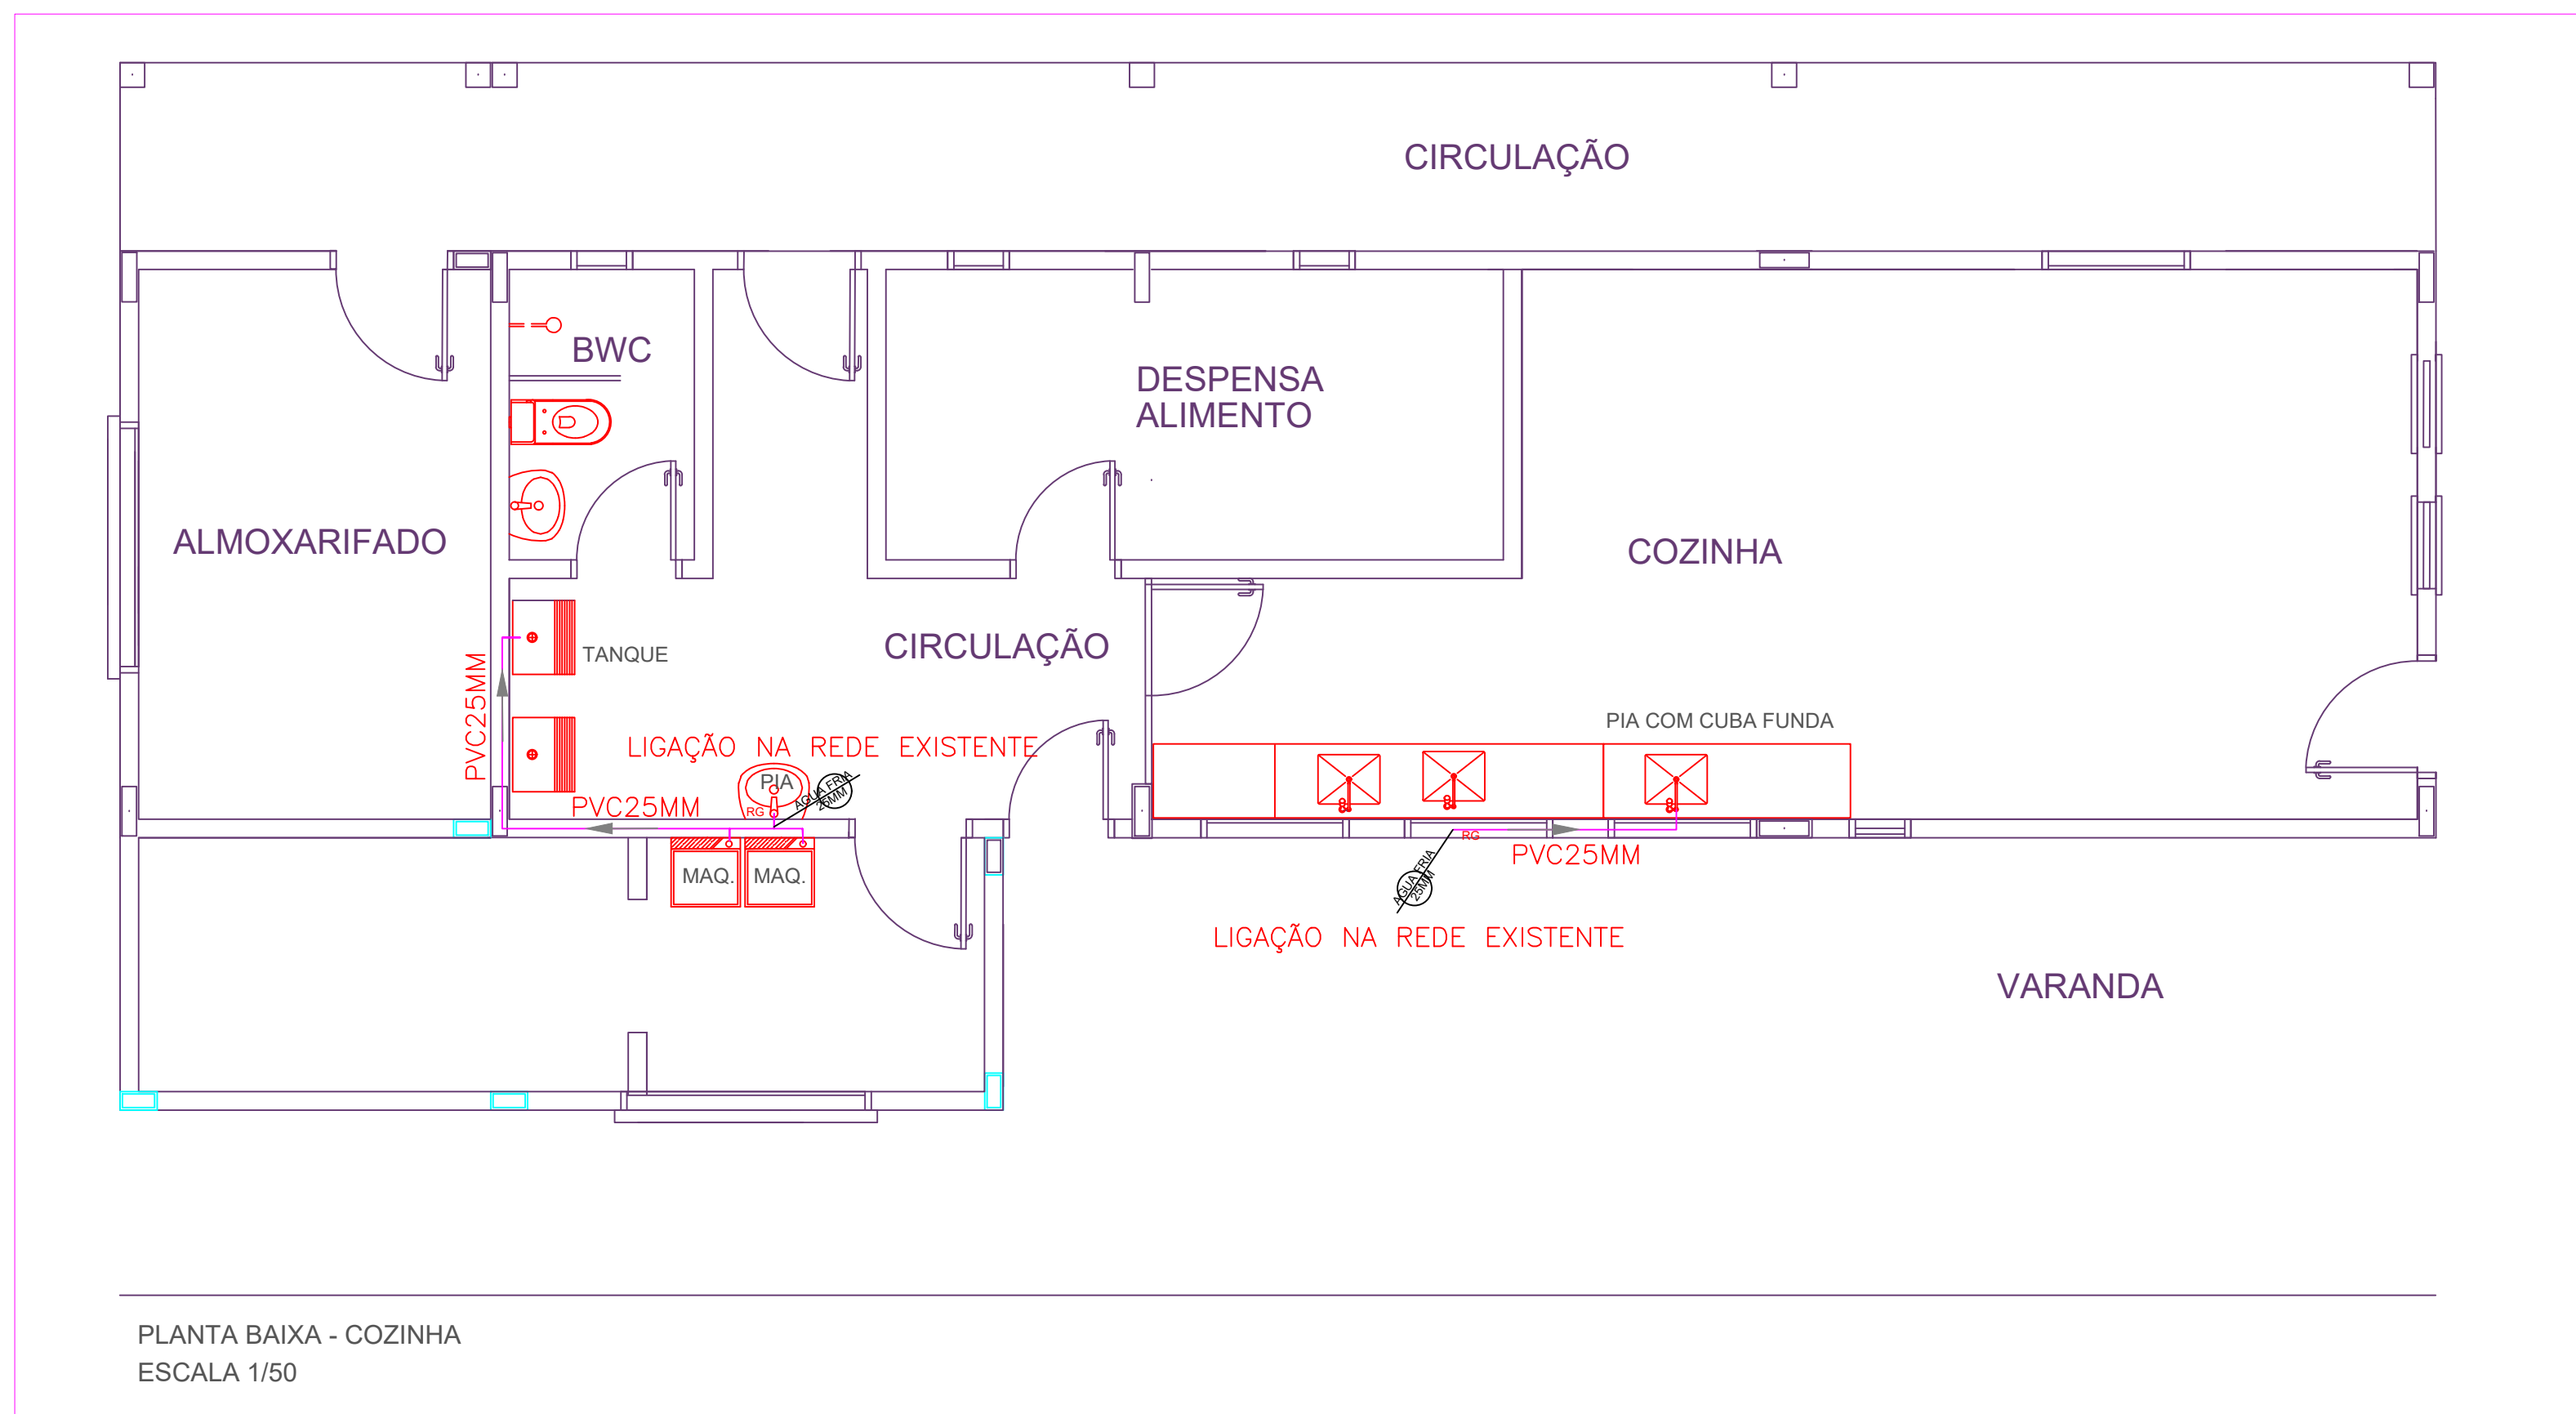 CIRCULAÇÃO
BWC
DESPENSA
ALIMENTO
ALMOXARIFADO
COZINHA
TANQUE
CIRCULAÇÃO
PVC25MM
PIA COM CUBA FUNDA
LIGAÇÃO NA REDE EXISTENTE
PIA
RG
AGUA FRIA
25MM
PVC25MM
MAQ.
MAQ.
RG
PVC25MM
AGUA FRIA
25MM
LIGAÇÃO NA REDE EXISTENTE
VARANDA
PLANTA BAIXA - COZINHA
ESCALA 1/50